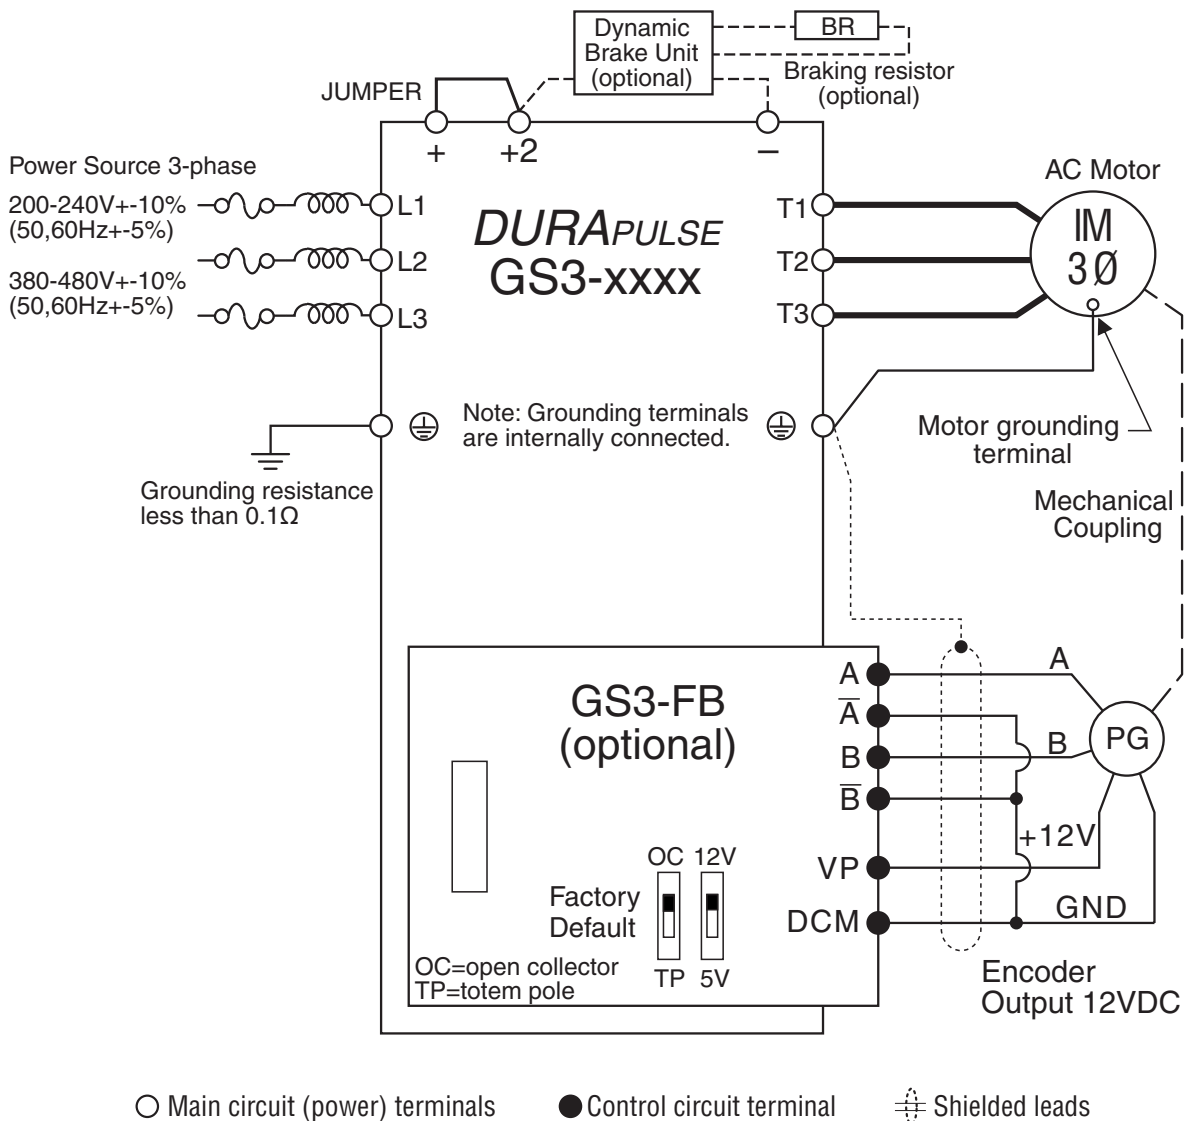 Dynamic
Brake Unit
(optional)
BR
Braking resistor
(optional)
JUMPER
+
+2
–
Power Source 3-phase
200-240V+-10%
(50,60Hz+-5%)
380-480V+-10%
(50,60Hz+-5%)
L1
L2
L3
DURAPULSE
GS3-xxxx
T1
T2
T3
AC Motor
IM
3Ø
Note: Grounding terminals
are internally connected.
Motor grounding
terminal
Grounding resistance
less than 0.1Ω
Mechanical
Coupling
GS3-FB
(optional)
A
A̅
B
B̅
VP
DCM
A
B
PG
+12V
GND
OC 12V
Factory
Default
TP 5V
OC=open collector
TP=totem pole
Encoder
Output 12VDC
Main circuit (power) terminals
Control circuit terminal
Shielded leads